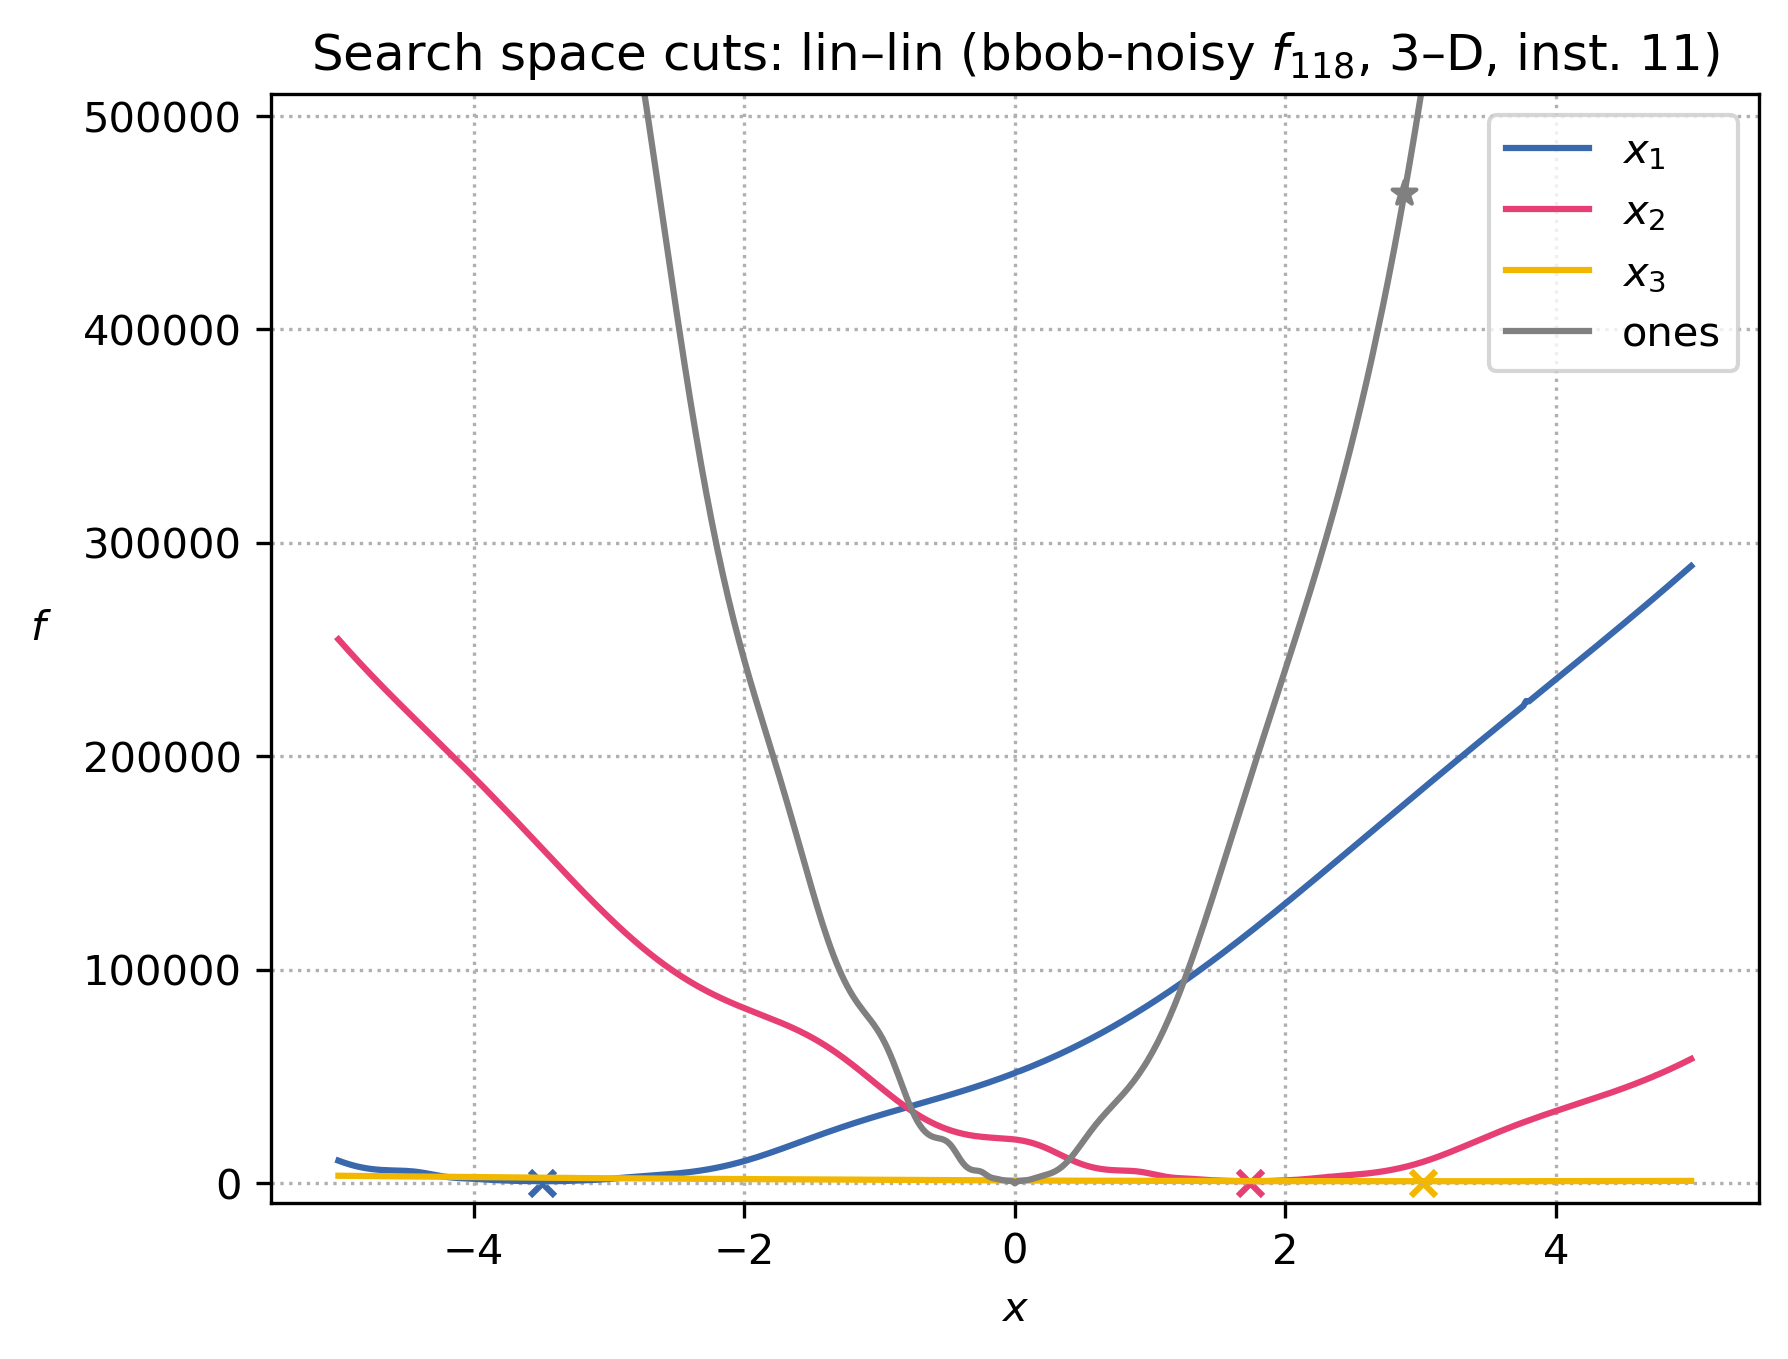 Search space cuts: lin–lin (bbob-noisy f118, 3–D, inst. 11)
500000
400000
300000
200000
100000
0
f
−4
−2
0
2
4
x
x1
x2
x3
ones